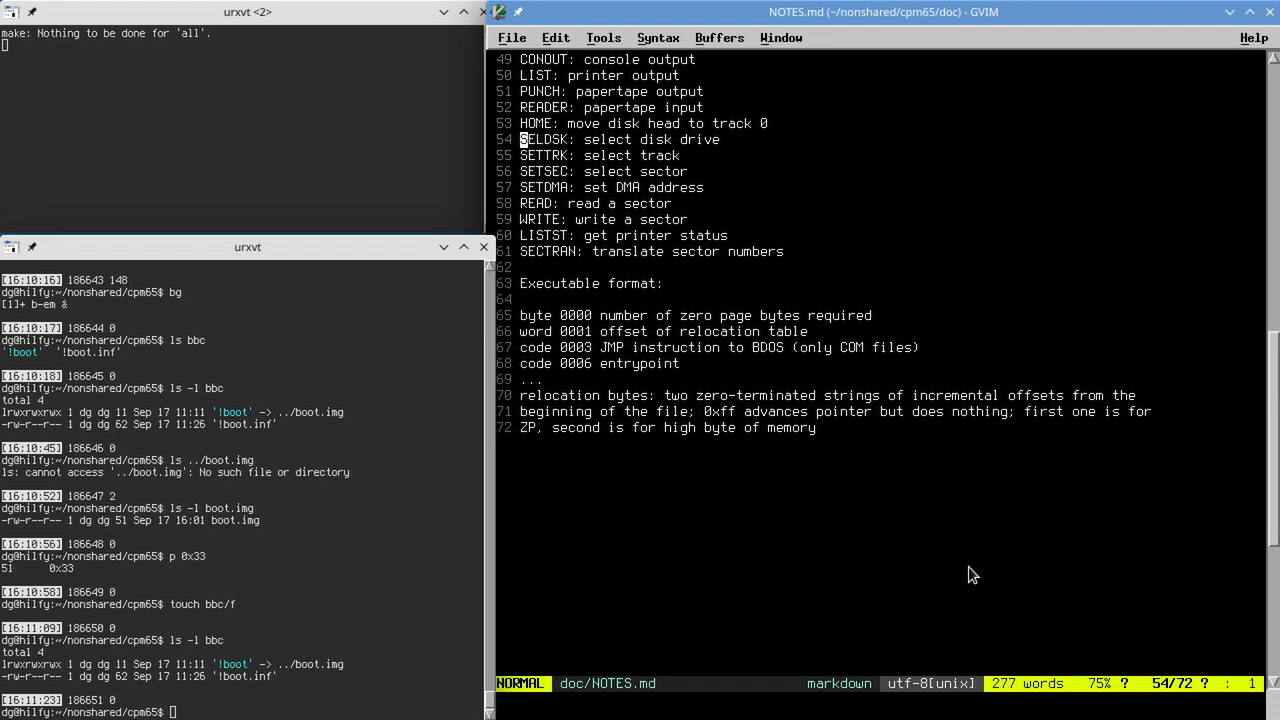 urxvt <2>
make: Nothing to be done for 'all'.
urxvt
[16:10:16] 186643 148
dg@hilfy:~/nonshared/cpm65$ bg
[1]+ b-em &
[16:10:17] 186644 0
dg@hilfy:~/nonshared/cpm65$ ls bbc
'!boot'  '!boot.inf'
[16:10:18] 186645 0
dg@hilfy:~/nonshared/cpm65$ ls -l bbc
total 4
lrwxrwxrwx 1 dg dg 11 Sep 17 11:11 '!boot' -> ../boot.img
-rw-r--r-- 1 dg dg 62 Sep 17 11:26 '!boot.inf'
[16:10:45] 186646 0
dg@hilfy:~/nonshared/cpm65$ ls ../boot.img
ls: cannot access '../boot.img': No such file or directory
[16:10:52] 186647 2
dg@hilfy:~/nonshared/cpm65$ ls -l boot.img
-rw-r--r-- 1 dg dg 51 Sep 17 16:01 boot.img
[16:10:56] 186648 0
dg@hilfy:~/nonshared/cpm65$ p 0x33
51      0x33
[16:10:58] 186649 0
dg@hilfy:~/nonshared/cpm65$ touch bbc/f
[16:11:09] 186650 0
dg@hilfy:~/nonshared/cpm65$ ls -l bbc
total 4
lrwxrwxrwx 1 dg dg 11 Sep 17 11:11 '!boot' -> ../boot.img
-rw-r--r-- 1 dg dg 62 Sep 17 11:26 '!boot.inf'
[16:11:23] 186651 0
dg@hilfy:~/nonshared/cpm65$
NOTES.md (~/nonshared/cpm65/doc) - GVIM
File Edit Tools Syntax Buffers Window Help
49 CONOUT: console output
50 LIST: printer output
51 PUNCH: papertape output
52 READER: papertape input
53 HOME: move disk head to track 0
54 SELDSK: select disk drive
55 SETTRK: select track
56 SETSEC: select sector
57 SETDMA: set DMA address
58 READ: read a sector
59 WRITE: write a sector
60 LISTST: get printer status
61 SECTRAN: translate sector numbers
62
63 Executable format:
64
65 byte 0000 number of zero page bytes required
66 word 0001 offset of relocation table
67 code 0003 JMP instruction to BDOS (only COM files)
68 code 0006 entrypoint
69 ...
70 relocation bytes: two zero-terminated strings of incremental offsets from the
71 beginning of the file; 0xff advances pointer but does nothing; first one is for
72 ZP, second is for high byte of memory
NORMAL doc/NOTES.md markdown utf-8[unix] 277 words 75% ? 54/72 ? : 1